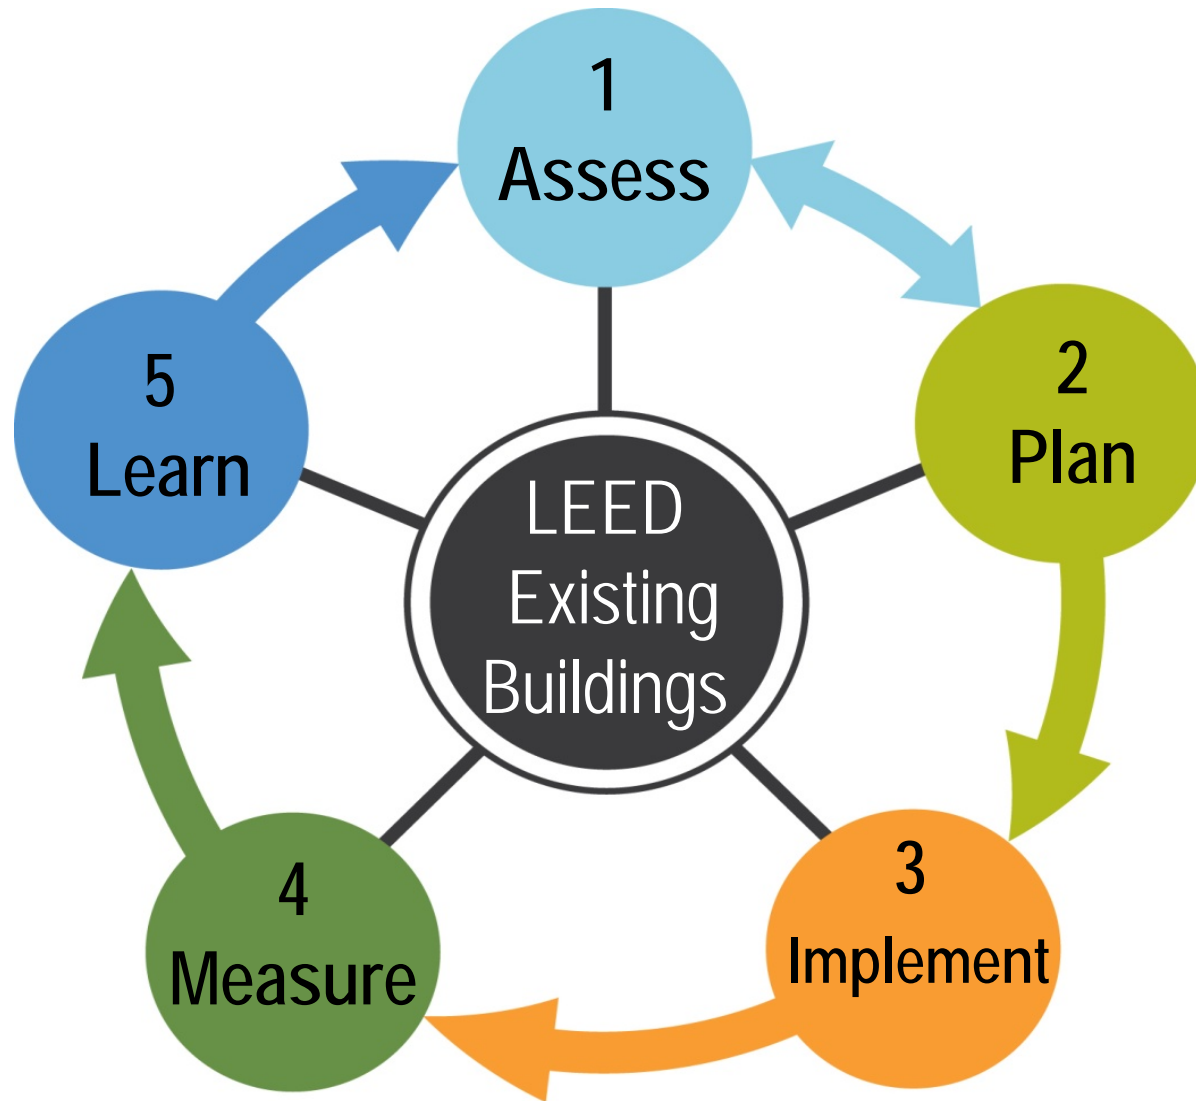 1
Assess
2
Plan
3
Implement
4
Measure
5
Learn
LEED
Existing
Buildings